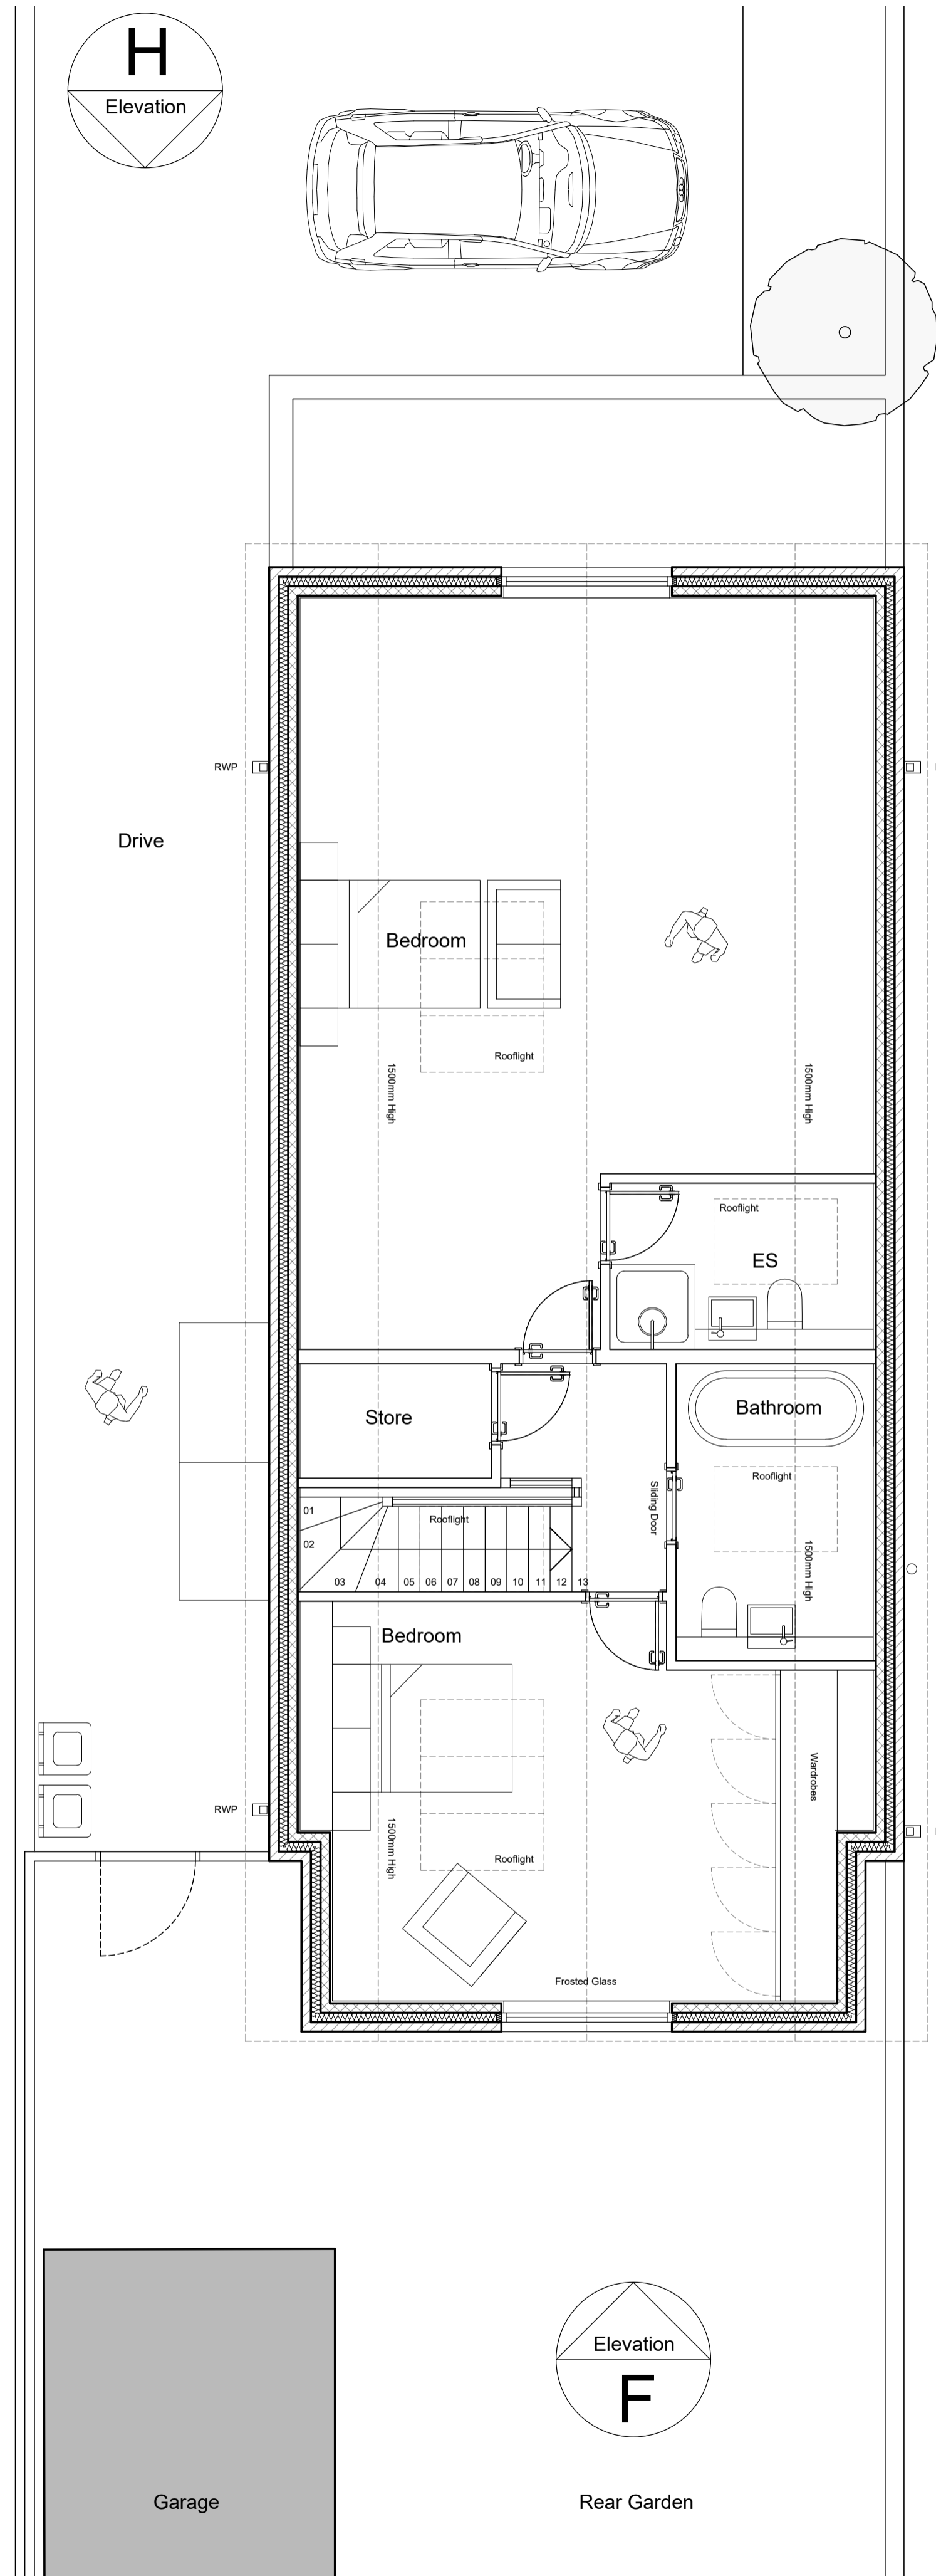 H
Elevation
RWP
Drive
Bedroom
Rooflight
1500mm High
1500mm High
Rooflight
ES
Store
Bathroom
Rooflight
Sliding Door
01
Rooflight
02
1500mm High
03 04 05 06 07 08 09 10 11 12 13
Bedroom
Wardrobes
RWP
1500mm High
Rooflight
Frosted Glass
Elevation
F
Garage
Rear Garden